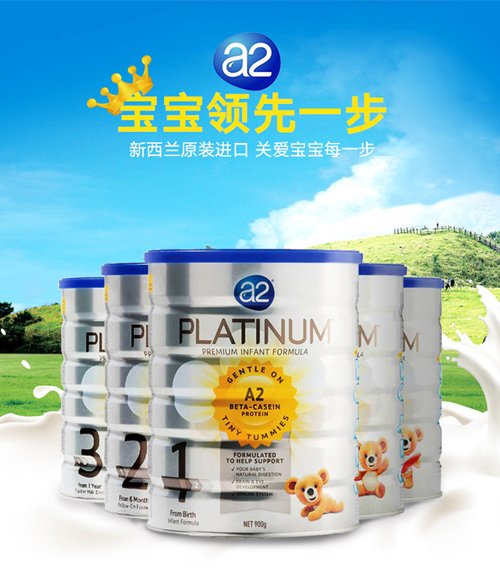 a2
宝宝领先一步
新西兰原装进口 关爱宝宝每一步
a2
PLATINUM
PREMIUM INFANT FORMULA
GENTLE ON
A2
BETA-CASEIN
PROTEIN
TINY TUMMIES
FORMULATED
TO HELP SUPPORT
YOUR BABY'S
NATURAL DIGESTION
BRAIN & EYE
DEVELOPMENT
IMMUNE SYSTEM
1
From Birth
Infant Formula
NET 900g
PLA
2
From 6 Month
PLA
3
From 1 Year
M
M